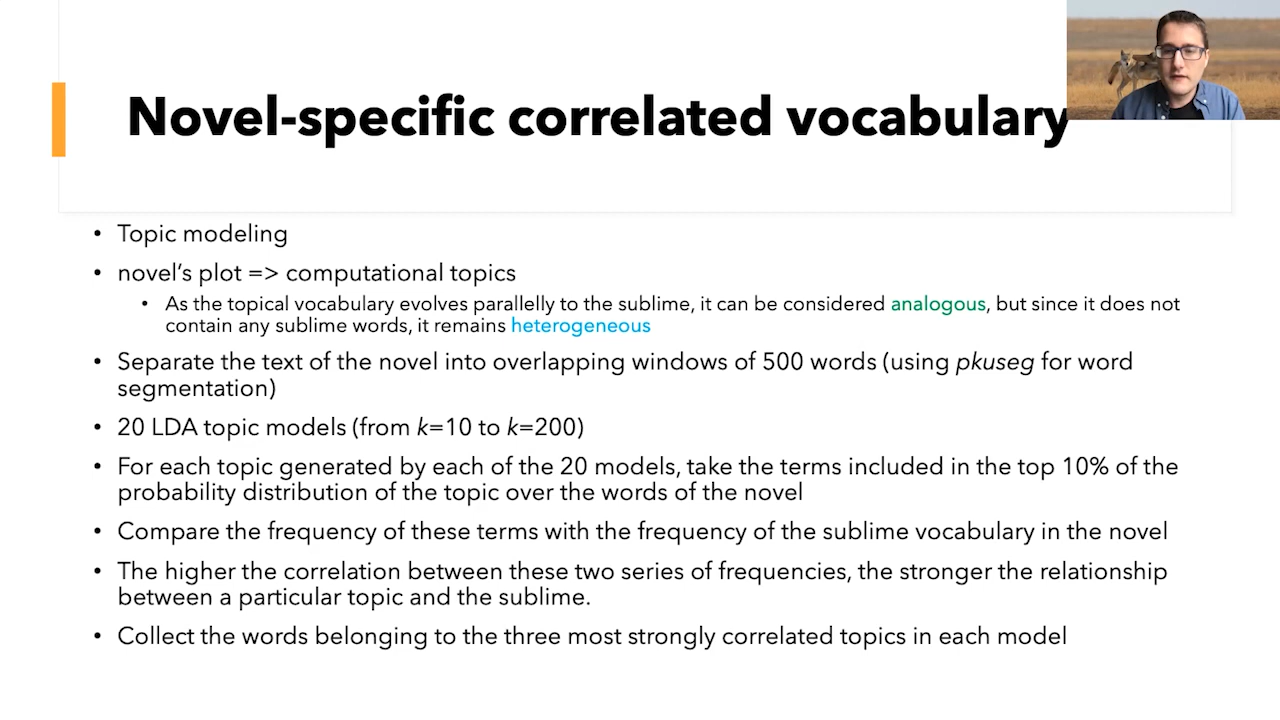 Novel-specific correlated vocabulary
• Topic modeling
• novel's plot => computational topics
• As the topical vocabulary evolves parallelly to the sublime, it can be considered analogous, but since it does not
contain any sublime words, it remains heterogeneous
• Separate the text of the novel into overlapping windows of 500 words (using pkuseg for word
segmentation)
• 20 LDA topic models (from k=10 to k=200)
• For each topic generated by each of the 20 models, take the terms included in the top 10% of the
probability distribution of the topic over the words of the novel
• Compare the frequency of these terms with the frequency of the sublime vocabulary in the novel
• The higher the correlation between these two series of frequencies, the stronger the relationship
between a particular topic and the sublime.
• Collect the words belonging to the three most strongly correlated topics in each model